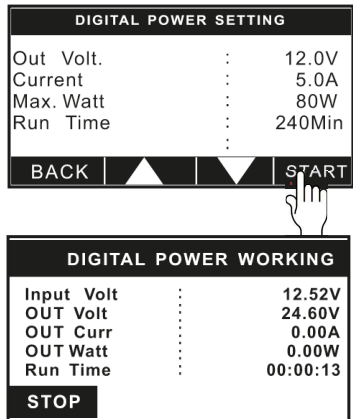 DIGITAL POWER SETTING
Out Volt. : 12.0V
Current : 5.0A
Max. Watt : 80W
Run Time : 240Min
:
BACK START
DIGITAL POWER WORKING
Input Volt : 12.52V
OUT Volt : 24.60V
OUT Curr : 0.00A
OUT Watt : 0.00W
Run Time : 00:00:13
STOP